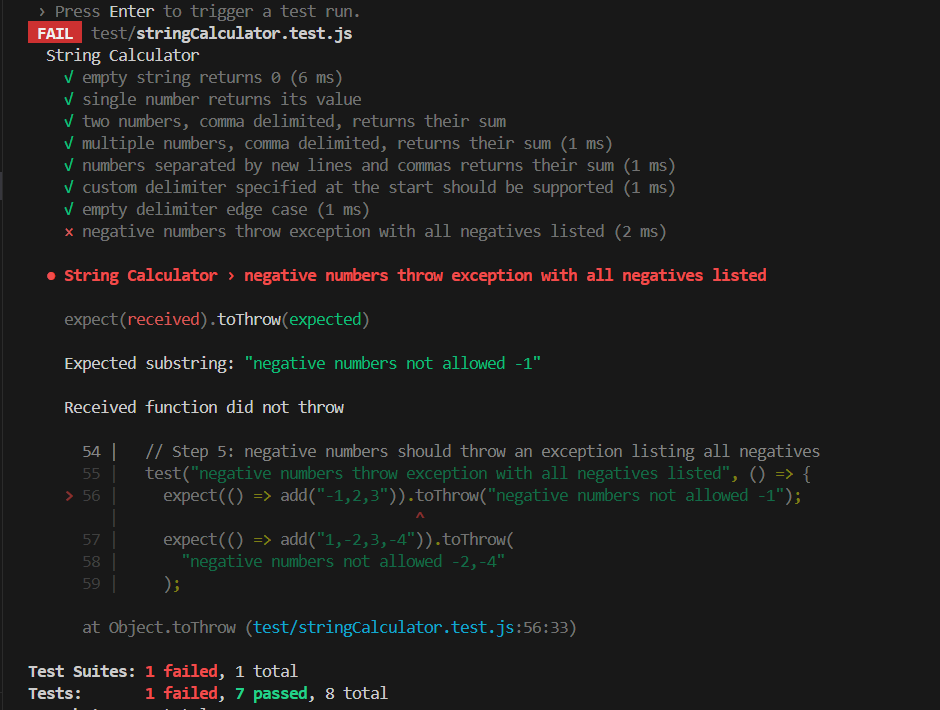 › Press Enter to trigger a test run.
FAIL test/stringCalculator.test.js
String Calculator
√ empty string returns 0 (6 ms)
√ single number returns its value
√ two numbers, comma delimited, returns their sum
√ multiple numbers, comma delimited, returns their sum (1 ms)
√ numbers separated by new lines and commas returns their sum (1 ms)
√ custom delimiter specified at the start should be supported (1 ms)
√ empty delimiter edge case (1 ms)
× negative numbers throw exception with all negatives listed (2 ms)
● String Calculator › negative numbers throw exception with all negatives listed
expect(received).toThrow(expected)
Expected substring: "negative numbers not allowed -1"
Received function did not throw
54 | // Step 5: negative numbers should throw an exception listing all negatives
55 | test("negative numbers throw exception with all negatives listed", () => {
> 56 | expect(() => add("-1,2,3")).toThrow("negative numbers not allowed -1");
| ^
57 | expect(() => add("1,-2,3,-4")).toThrow(
58 | "negative numbers not allowed -2,-4"
59 | );
at Object.toThrow (test/stringCalculator.test.js:56:33)
Test Suites: 1 failed, 1 total
Tests: 1 failed, 7 passed, 8 total